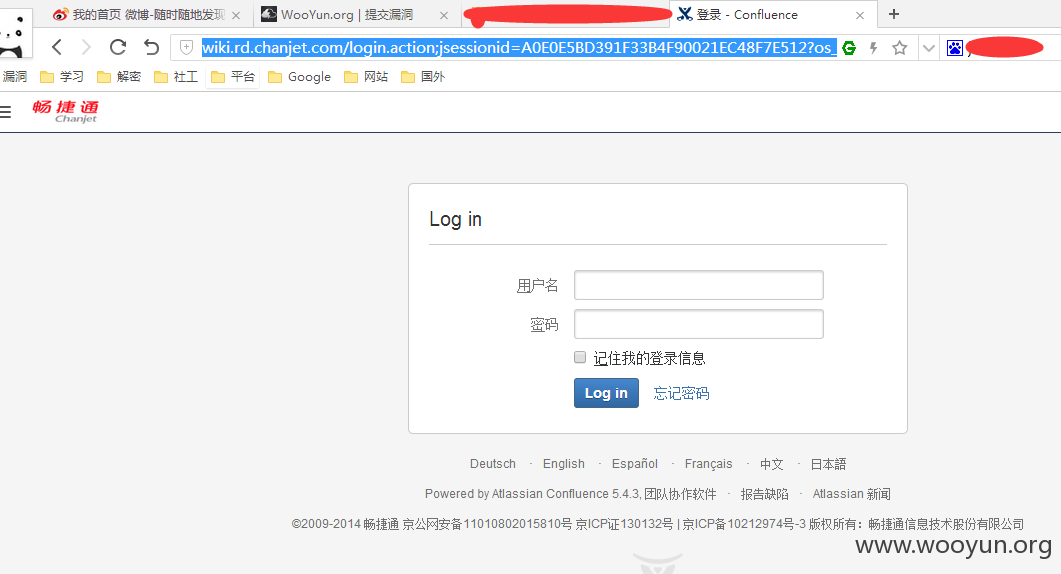 我的首页 微博-随时随地发现
WooYun.org | 提交漏洞
登录 - Confluence
wiki.rd.chanjet.com/login.action;jsessionid=A0E0E5BD391F33B4F90021EC48F7E512?os_
漏洞 学习 解密 社工 平台 Google 网站 国外
畅捷通
Chanjet
Log in
用户名
密码
记住我的登录信息
Log in 忘记密码
Deutsch · English · Español · Français · 中文 · 日本語
Powered by Atlassian Confluence 5.4.3, 团队协作软件 · 报告缺陷 · Atlassian 新闻
©2009-2014 畅捷通 京公网安备11010802015810号 京ICP证130132号 | 京ICP备10212974号-3 版权所有：畅捷通信息技术股份有限公司
www.wooyun.org